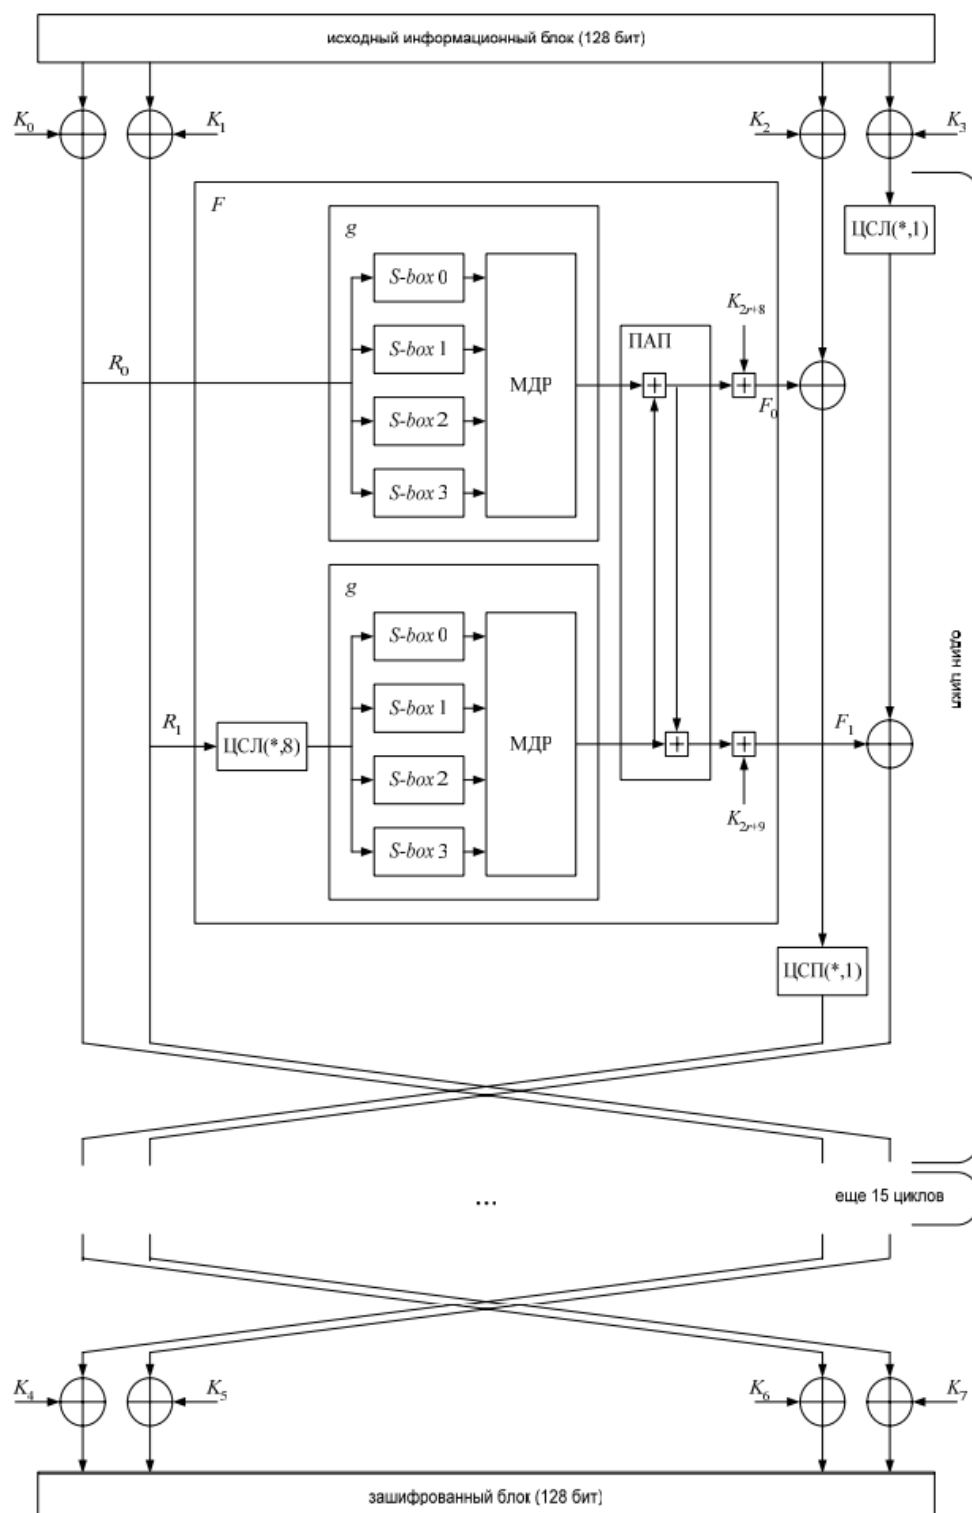 исходный информационный блок (128 бит)
K0 K1 K2 K3
F
g
ЦСЛ(*,1)
S-box 0
S-box 1
S-box 2
S-box 3
МДР
ПАП
K2r+8
R0
F0
g
S-box 0
S-box 1
S-box 2
S-box 3
МДР
R1
ЦСЛ(*,8)
F1
K2r+9
один цикл
ЦСП(*,1)
...
еще 15 циклов
K4 K5 K6 K7
зашифрованный блок (128 бит)